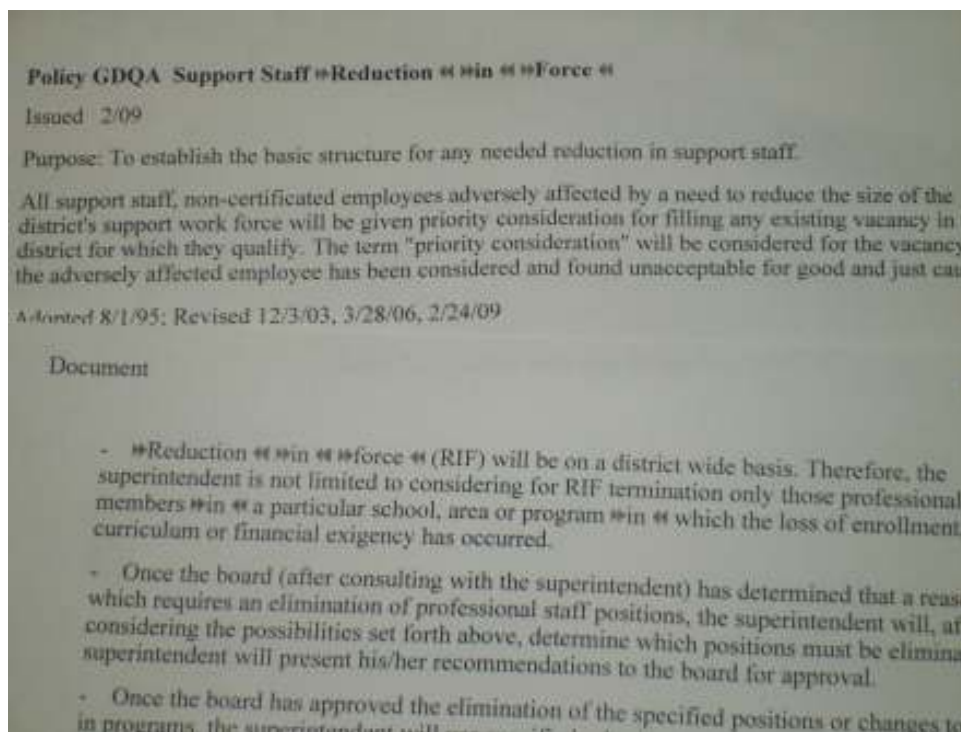 Policy GDQA Support Staff »Reduction « »in « »Force «
Issued 2/09
Purpose: To establish the basic structure for any needed reduction in support staff.
All support staff, non-certificated employees adversely affected by a need to reduce the size of the
district's support work force will be given priority consideration for filling any existing vacancy in
district for which they qualify. The term "priority consideration" will be considered for the vacancy
the adversely affected employee has been considered and found unacceptable for good and just cau
Adopted 8/1/95; Revised 12/3/03, 3/28/06, 2/24/09
Document
- »Reduction « »in « »force « (RIF) will be on a district wide basis. Therefore, the
superintendent is not limited to considering for RIF termination only those professional
members »in « a particular school, area or program »in « which the loss of enrollment,
curriculum or financial exigency has occurred.
- Once the board (after consulting with the superintendent) has determined that a reas
which requires an elimination of professional staff positions, the superintendent will, af
considering the possibilities set forth above, determine which positions must be elimina
superintendent will present his/her recommendations to the board for approval.
- Once the board has approved the elimination of the specified positions or changes to
in programs, the superintendent will